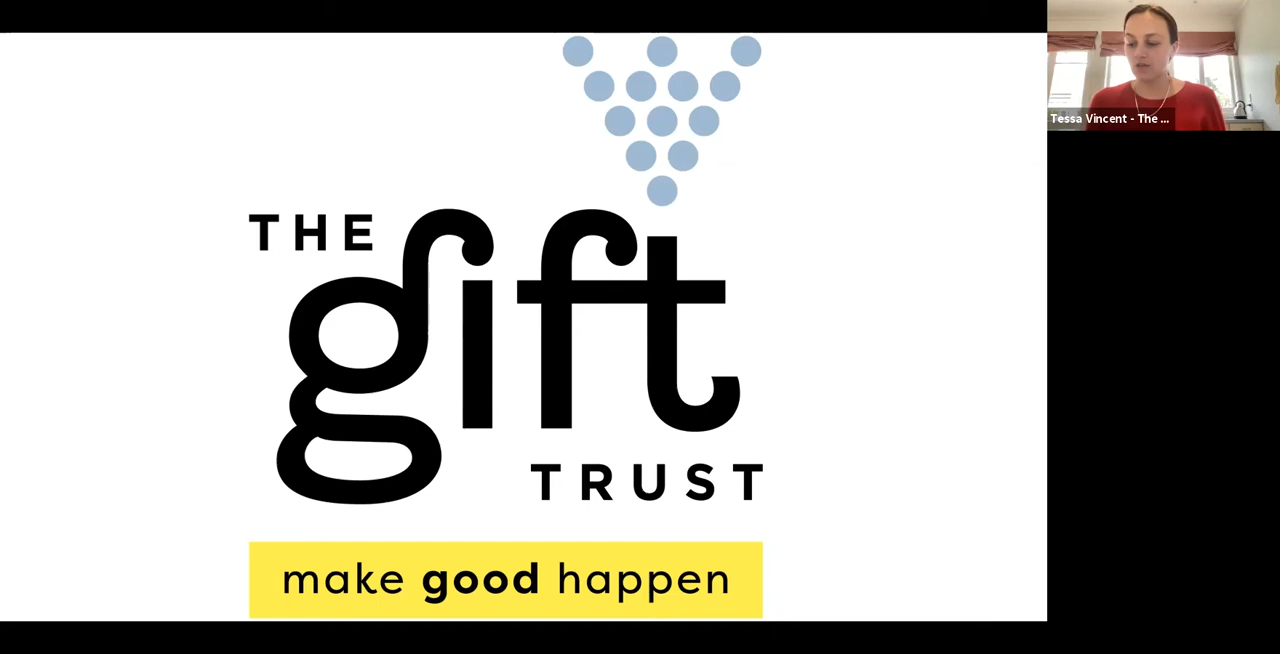 THE
gift
TRUST
make good happen
Tessa Vincent - The ...